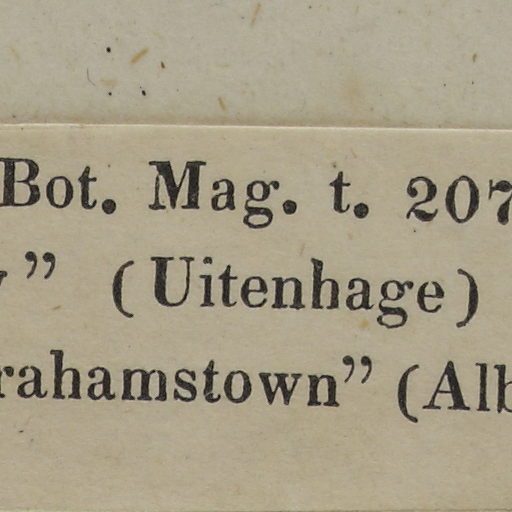 Bot. Mag. t. 207
” (Uitenhage)
rahamstown” (Alb